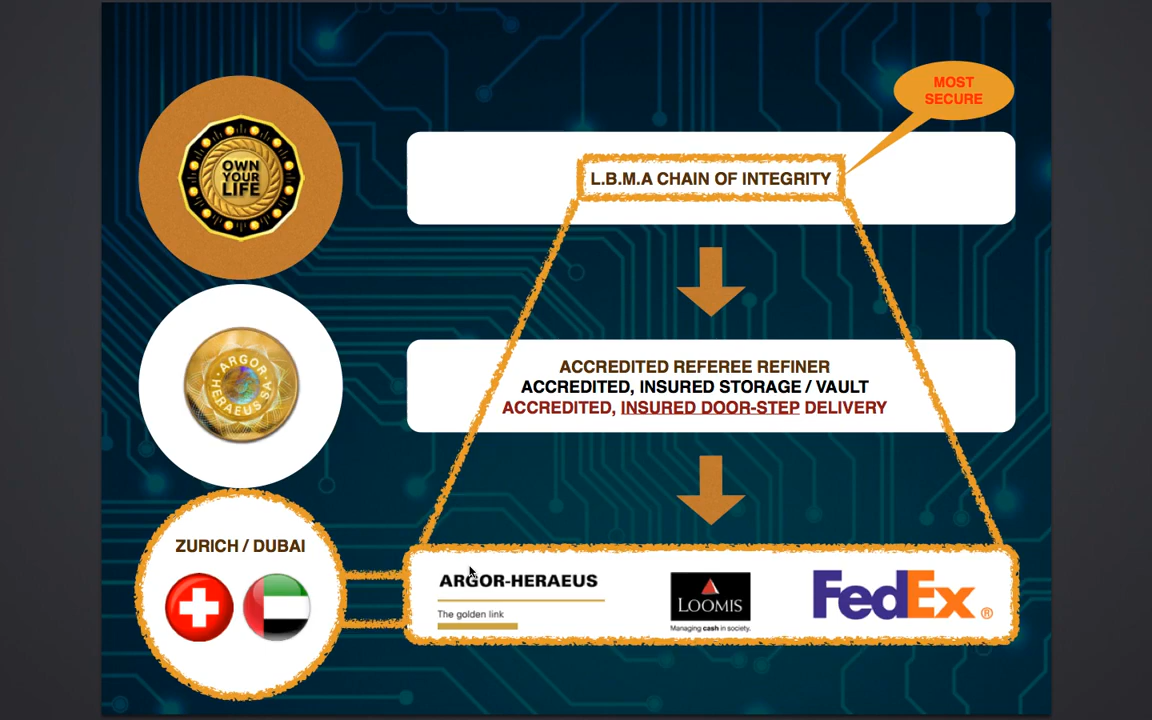 MOST
SECURE
OWN
YOUR
LIFE
L.B.M.A CHAIN OF INTEGRITY
ARGOR-
HERAEUS SA
ACCREDITED REFEREE REFINER
ACCREDITED, INSURED STORAGE / VAULT
ACCREDITED, INSURED DOOR-STEP DELIVERY
ZURICH / DUBAI
ARGOR-HERAEUS
The golden link
LOOMIS
Managing cash in society.
FedEx ®